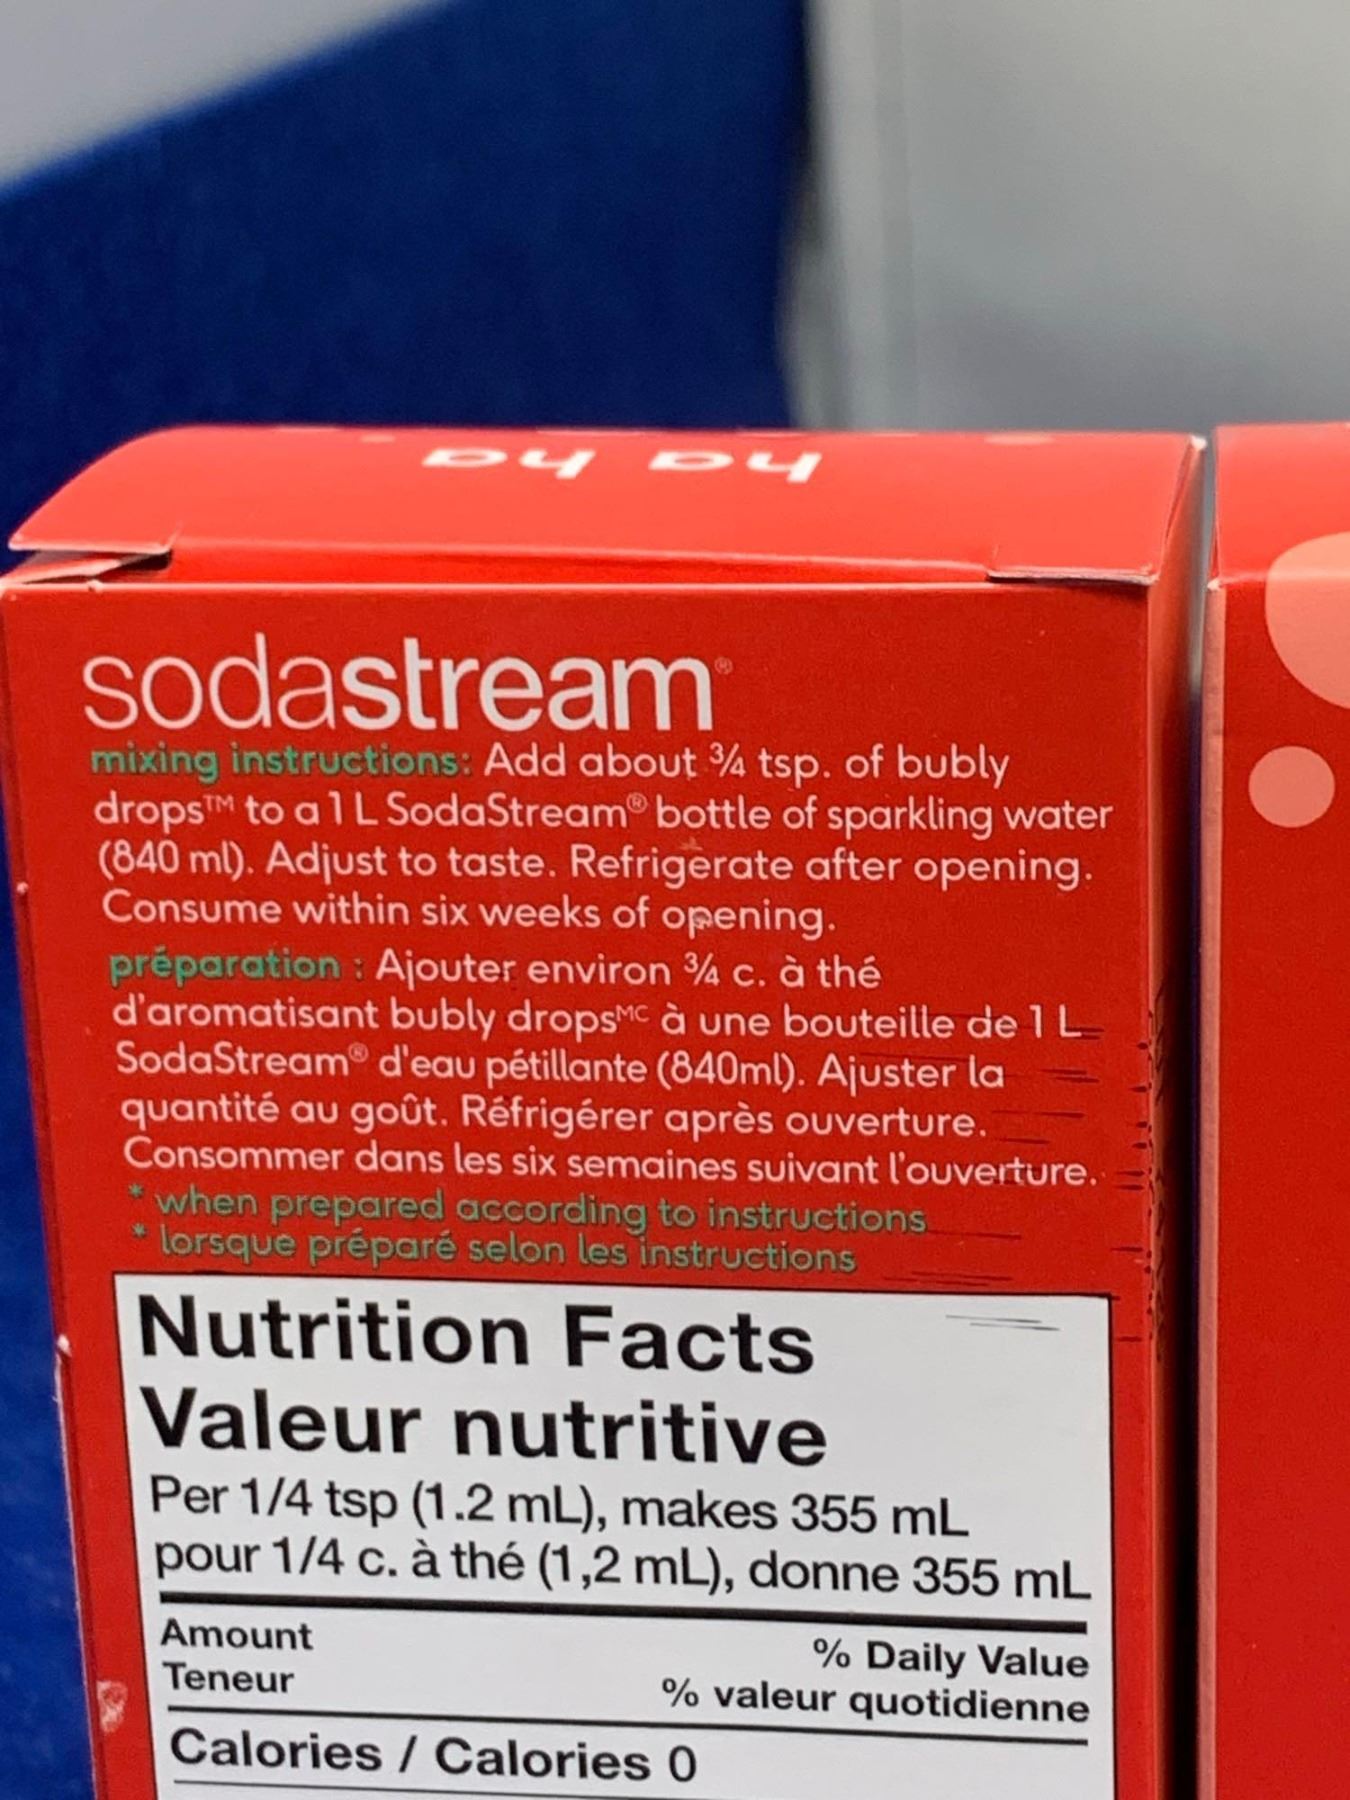 ha ha
sodastream®
mixing instructions: Add about ¾ tsp. of bubly
drops™ to a 1 L SodaStream® bottle of sparkling water
(840 ml). Adjust to taste. Refrigerate after opening.
Consume within six weeks of opening.
préparation : Ajouter environ ¾ c. à thé
d'aromatisant bubly dropsᴹᶜ à une bouteille de 1 L
SodaStream® d'eau pétillante (840ml). Ajuster la
quantité au goût. Réfrigérer après ouverture.
Consommer dans les six semaines suivant l'ouverture.
* when prepared according to instructions
* lorsque préparé selon les instructions
Nutrition Facts
Valeur nutritive
Per 1/4 tsp (1.2 mL), makes 355 mL
pour 1/4 c. à thé (1,2 mL), donne 355 mL
Amount % Daily Value
Teneur % valeur quotidienne
Calories / Calories 0